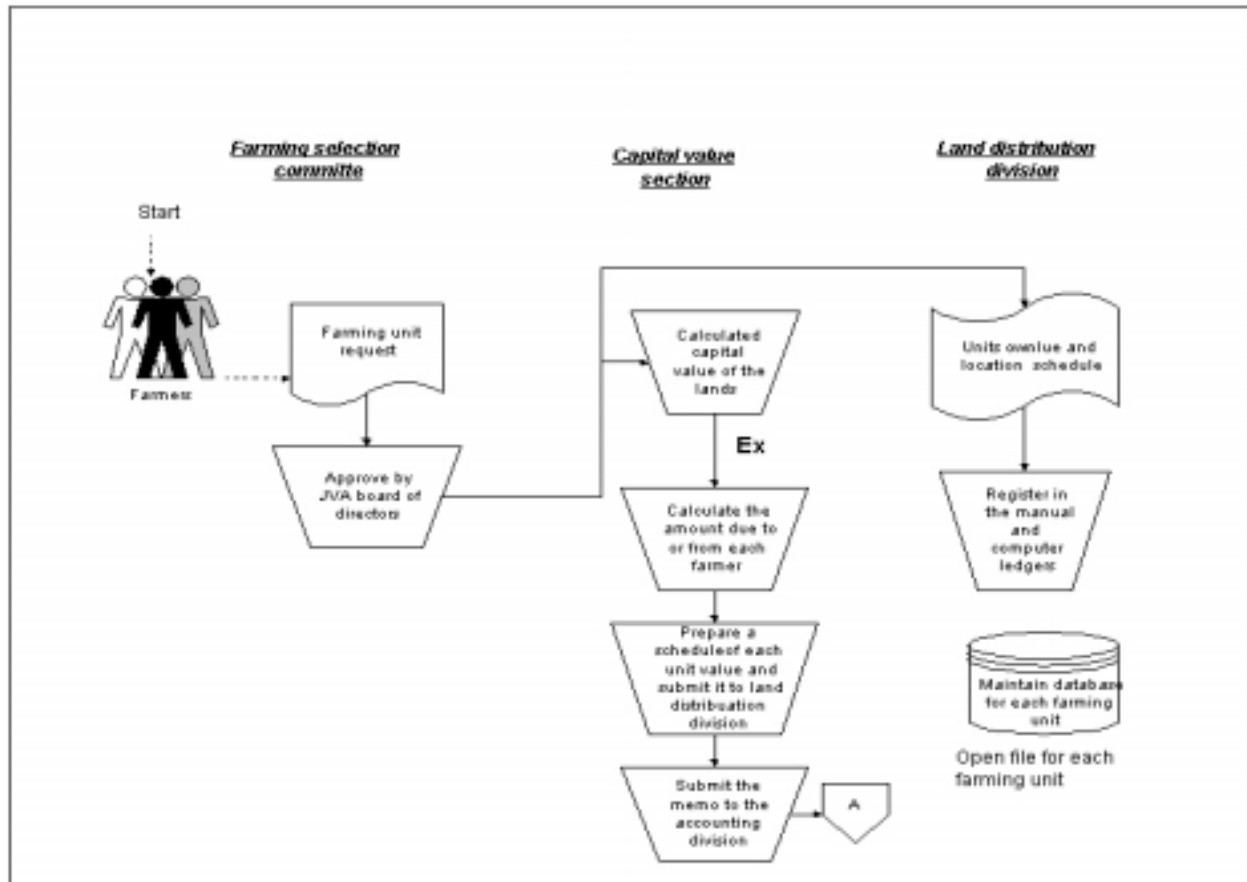 Farming selection
committe
Capital value
section
Land distribution
division
Start
Farmers
Farming unit
request
Approve by
JVA board of
directors
Calculated
capital
value of the
lands
Ex
Calculate the
amount due to
or from each
farmer
Prepare a
scheduleof each
unit value and
submit it to land
distribuation
division
Submit the
memo to the
accounting
division
A
Units ownlue and
location schedule
Register in
the manual
and
computer
ledgers
Maintain database
for each farming
unit
Open file for each
farming unit